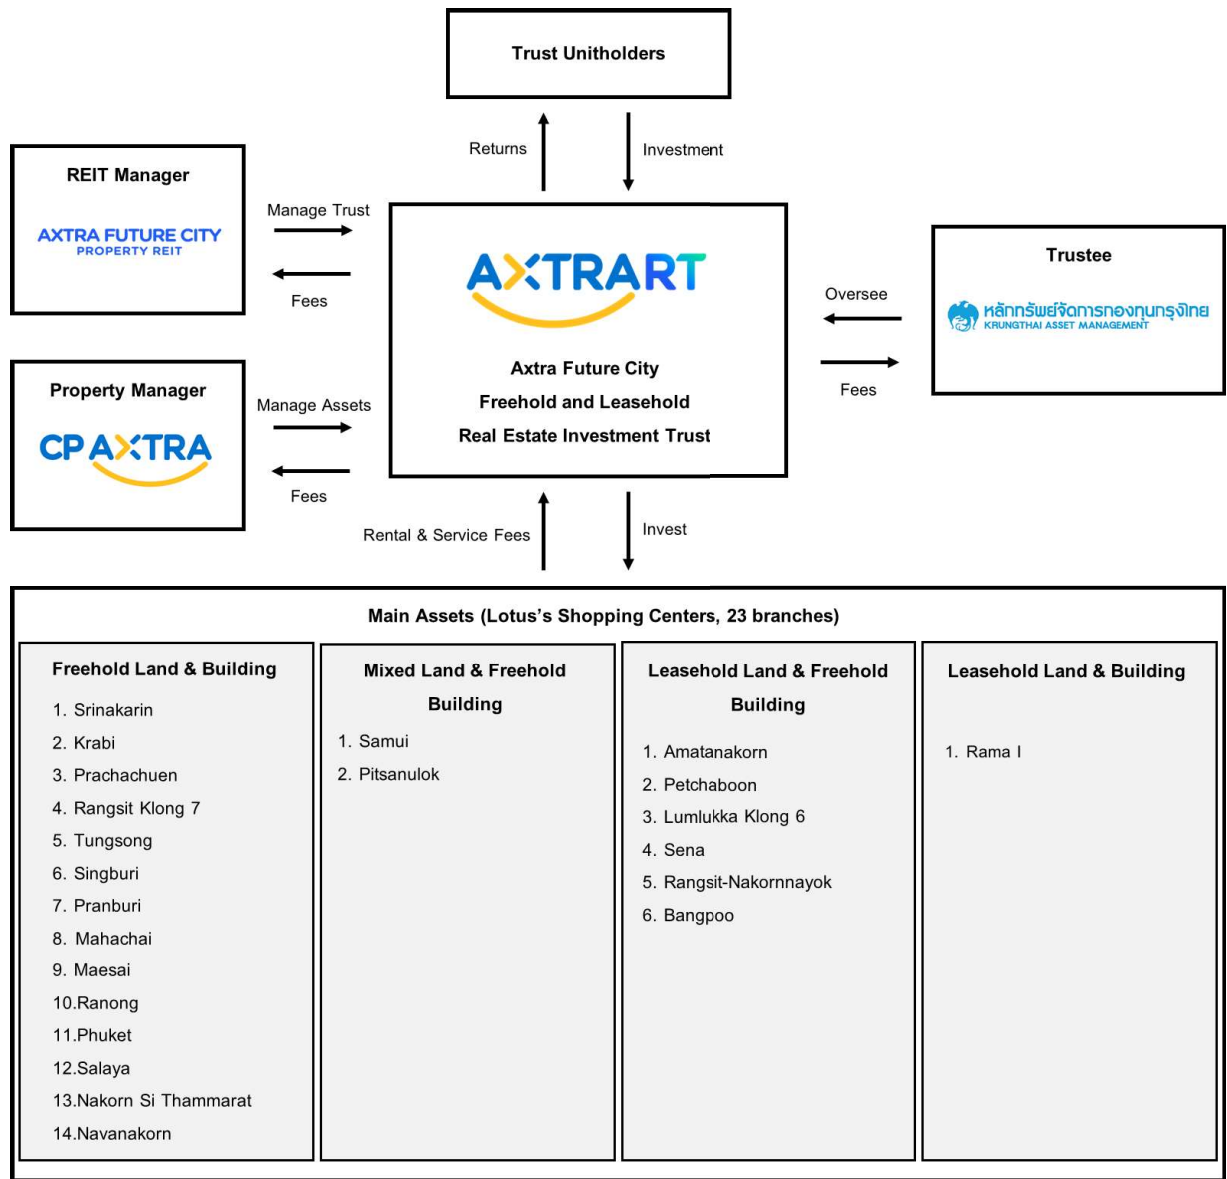 Trust Unitholders
Returns
Investment
REIT Manager
AXTRA FUTURE CITY
PROPERTY REIT
Manage Trust
Fees
AXTRART
Axtra Future City
Freehold and Leasehold
Real Estate Investment Trust
Oversee
Fees
Trustee
หลักทรัพย์จัดการกองทุนกรุงไทย
KRUNGTHAI ASSET MANAGEMENT
Property Manager
CP AXTRA
Manage Assets
Fees
Rental & Service Fees
Invest
Main Assets (Lotus's Shopping Centers, 23 branches)
Freehold Land & Building
1. Srinakarin
2. Krabi
3. Prachachuen
4. Rangsit Klong 7
5. Tungsong
6. Singburi
7. Pranburi
8. Mahachai
9. Maesai
10.Ranong
11.Phuket
12.Salaya
13.Nakorn Si Thammarat
14.Navanakorn
Mixed Land & Freehold
Building
1. Samui
2. Pitsanulok
Leasehold Land & Freehold
Building
1. Amatanakorn
2. Petchaboon
3. Lumlukka Klong 6
4. Sena
5. Rangsit-Nakornnayok
6. Bangpoo
Leasehold Land & Building
1. Rama I